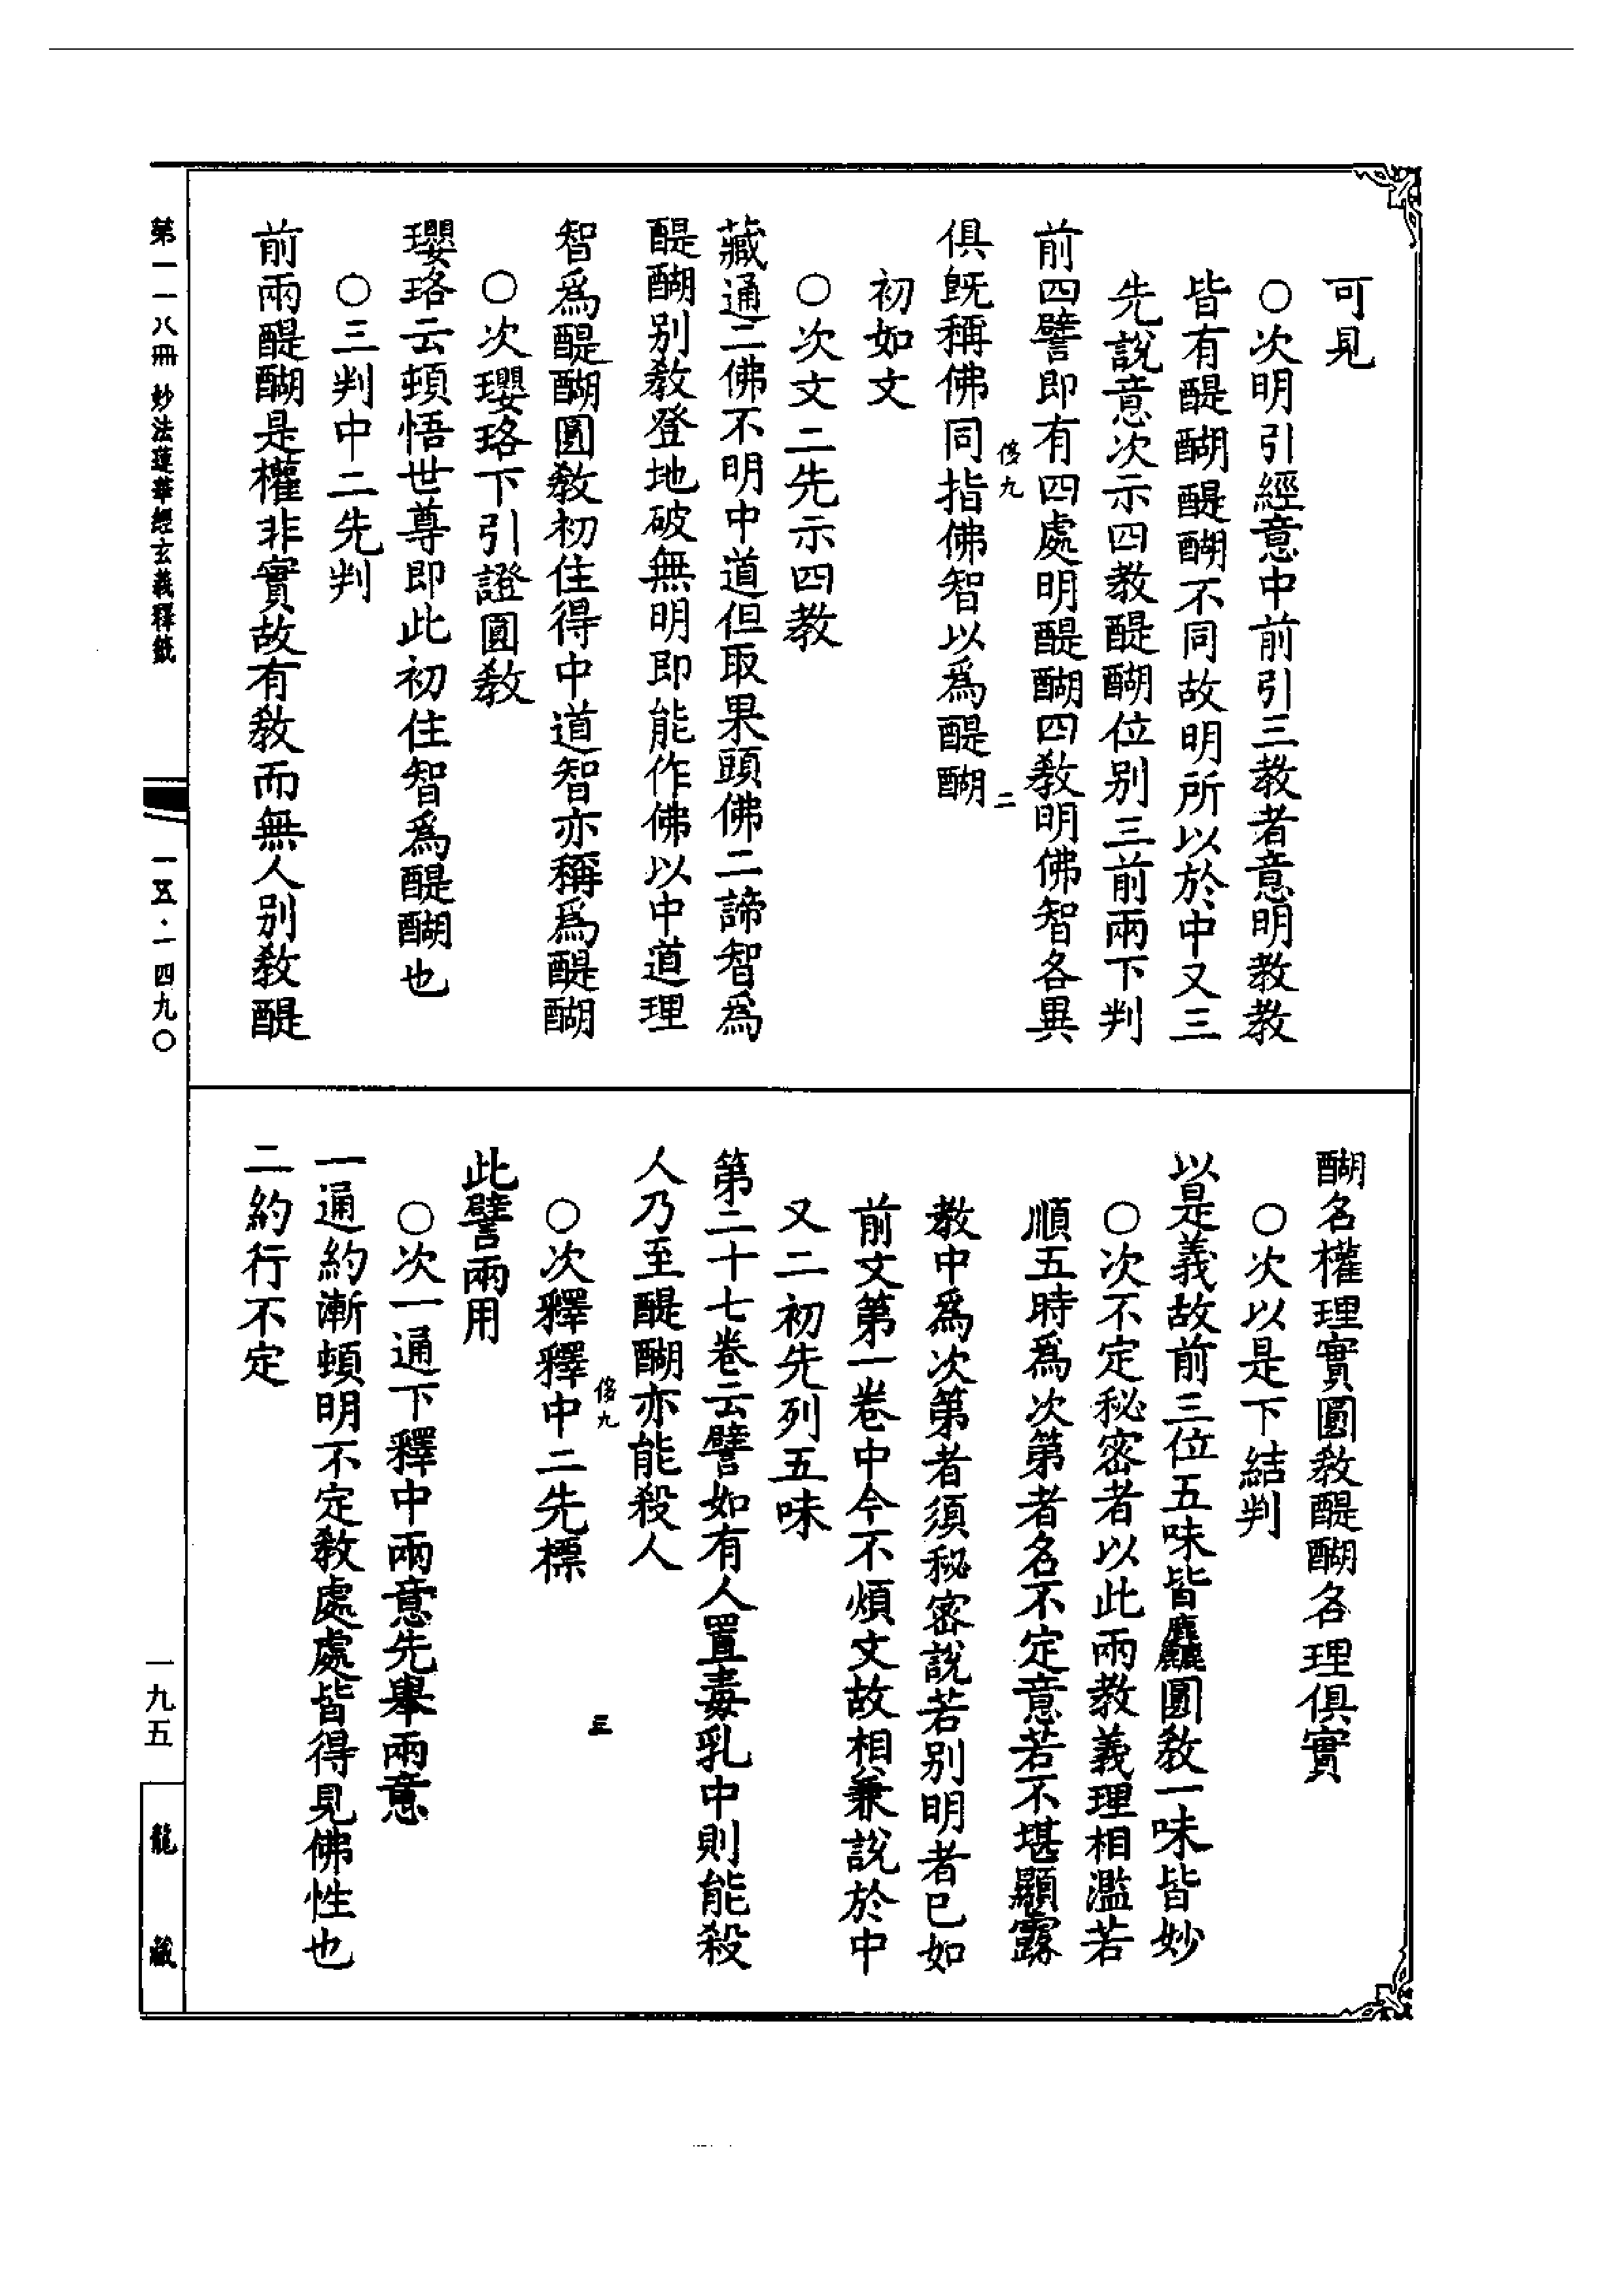 可見
○次明引經意中前引三教者意明教教
皆有醍醐醍醐不同故明所以於中又三
先說意次示四教醍醐位別三前兩下判
前四譬即有四處明醍醐四教明佛智各異
俱旣稱佛同指佛智以爲醍醐
初如文
○次文二先示四教
藏通二佛不明中道但取果頭佛二諦智爲
醍醐別教登地破無明即能作佛以中道理
智爲醍醐圓教初住得中道智亦稱爲醍醐
○次瓔珞下引證圓教
瓔珞云頓悟世尊即此初住智爲醍醐也
○三判中二先判
前兩醍醐是權非實故有教而無人別教醍
醐名權理實圓教醍醐名理俱實
○次以是下結判
以是義故前三位五味皆麤圓教一味皆妙
○次不定秘密者以此兩教義理相濫若
順五時爲次第者名不定意若不堪顯露
教中爲次第者須秘密說若別明者已如
前文第一卷中今不煩文故相兼說於中
又二初先列五味
第二十七卷云譬如有人置毒乳中則能殺
人乃至醍醐亦能殺人
○次釋釋中二先標
此譬兩用
○次一通下釋中兩意先舉兩意
一通約漸頓明不定教處處皆得見佛性也
二約行不定
侈九
二
侈九
三
第一一八冊 妙法蓮華經玄義釋籤
一五·一四九〇
一九五
龍藏